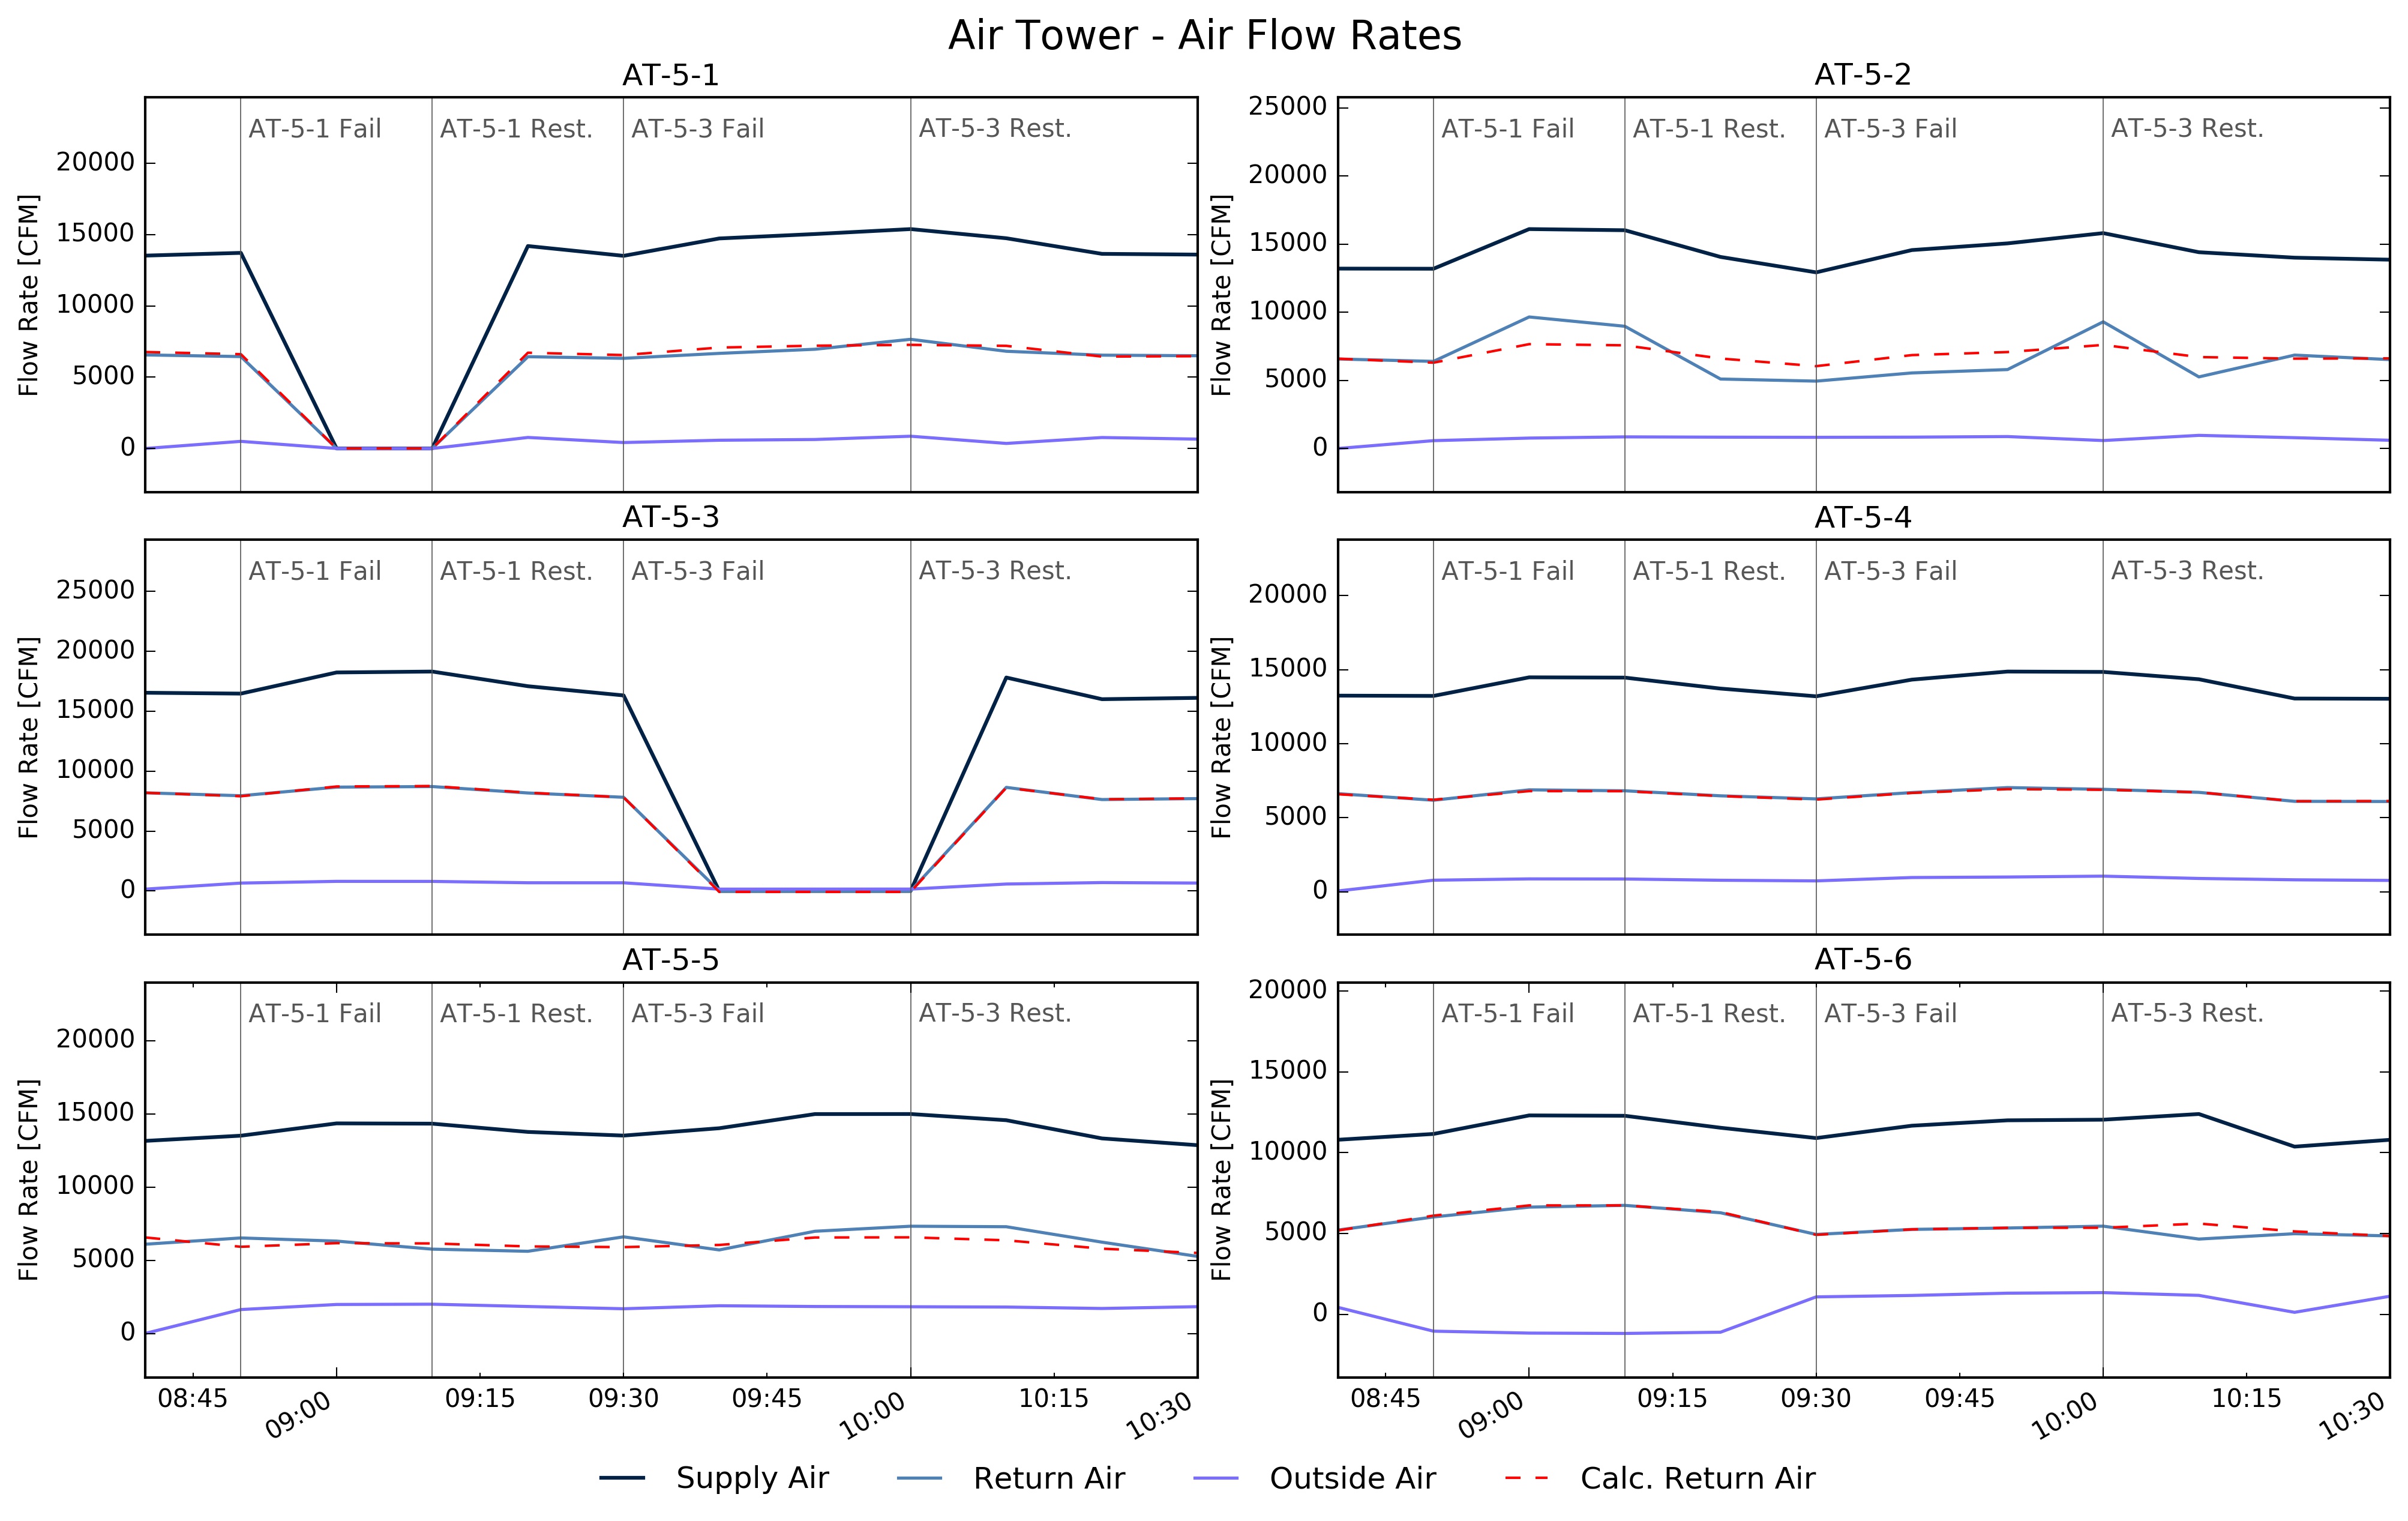 Air Tower - Air Flow Rates
AT-5-1
AT-5-1 Fail
AT-5-1 Rest.
AT-5-3 Fail
AT-5-3 Rest.
Flow Rate [CFM]
20000
15000
10000
5000
0
AT-5-2
AT-5-1 Fail
AT-5-1 Rest.
AT-5-3 Fail
AT-5-3 Rest.
Flow Rate [CFM]
25000
20000
15000
10000
5000
0
AT-5-3
AT-5-1 Fail
AT-5-1 Rest.
AT-5-3 Fail
AT-5-3 Rest.
Flow Rate [CFM]
25000
20000
15000
10000
5000
0
AT-5-4
AT-5-1 Fail
AT-5-1 Rest.
AT-5-3 Fail
AT-5-3 Rest.
Flow Rate [CFM]
20000
15000
10000
5000
0
AT-5-5
AT-5-1 Fail
AT-5-1 Rest.
AT-5-3 Fail
AT-5-3 Rest.
Flow Rate [CFM]
20000
15000
10000
5000
0
08:45
09:00
09:15
09:30
09:45
10:00
10:15
10:30
AT-5-6
AT-5-1 Fail
AT-5-1 Rest.
AT-5-3 Fail
AT-5-3 Rest.
Flow Rate [CFM]
20000
15000
10000
5000
0
08:45
09:00
09:15
09:30
09:45
10:00
10:15
10:30
Supply Air
Return Air
Outside Air
Calc. Return Air